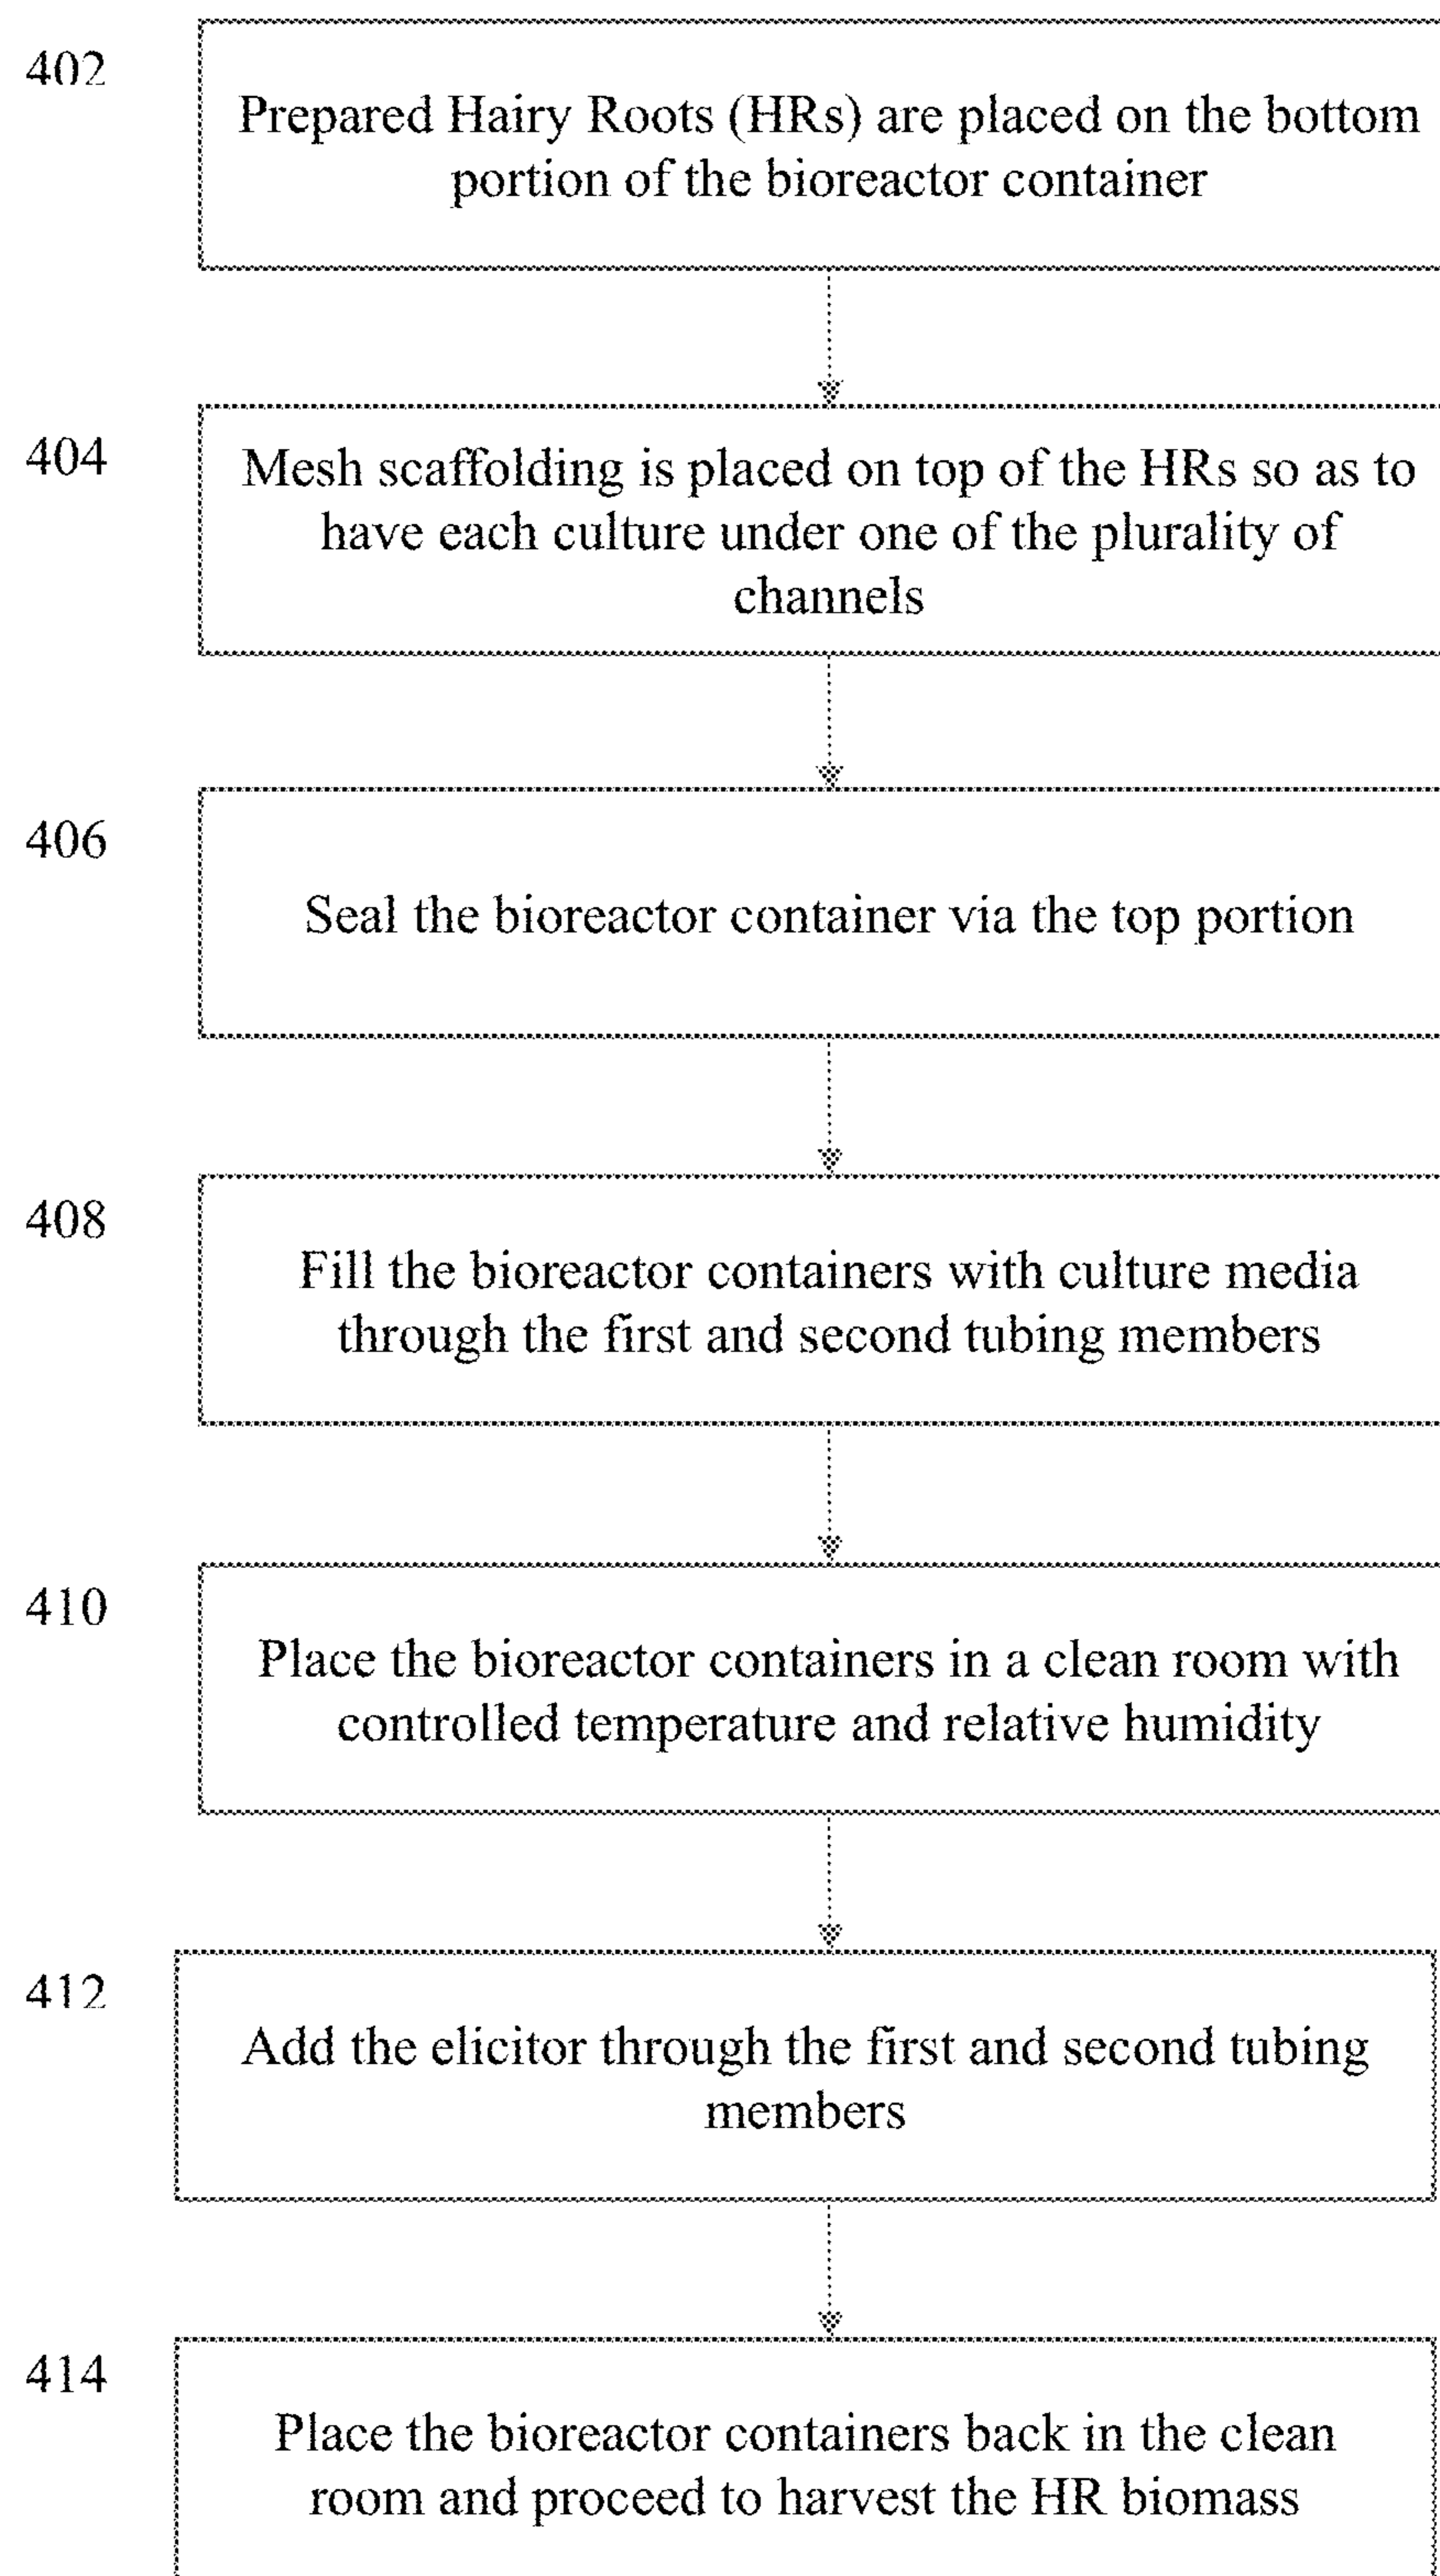 402
Prepared Hairy Roots (HRs) are placed on the bottom
portion of the bioreactor container
404
Mesh scaffolding is placed on top of the HRs so as to
have each culture under one of the plurality of
channels
406
Seal the bioreactor container via the top portion
408
Fill the bioreactor containers with culture media
through the first and second tubing members
410
Place the bioreactor containers in a clean room with
controlled temperature and relative humidity
412
Add the elicitor through the first and second tubing
members
414
Place the bioreactor containers back in the clean
room and proceed to harvest the HR biomass